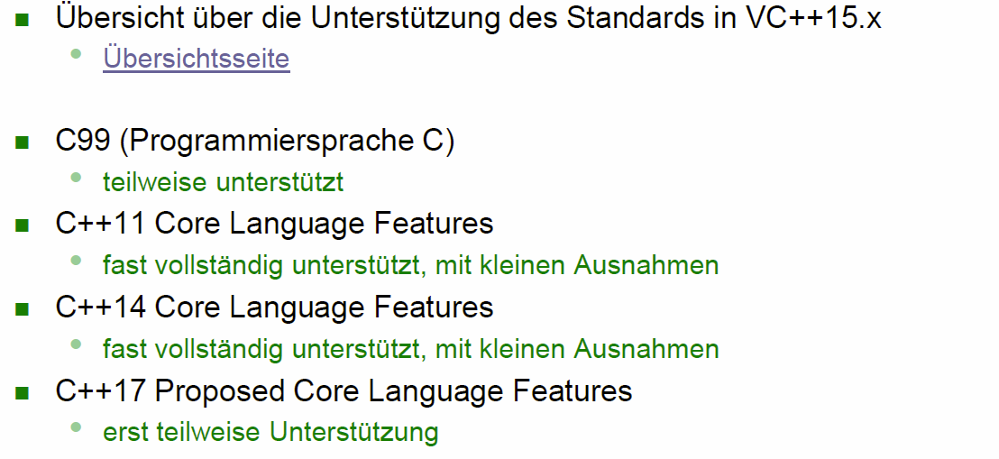 Übersicht über die Unterstützung des Standards in VC++15.x
Übersichtsseite
C99 (Programmiersprache C)
teilweise unterstützt
C++11 Core Language Features
fast vollständig unterstützt, mit kleinen Ausnahmen
C++14 Core Language Features
fast vollständig unterstützt, mit kleinen Ausnahmen
C++17 Proposed Core Language Features
erst teilweise Unterstützung